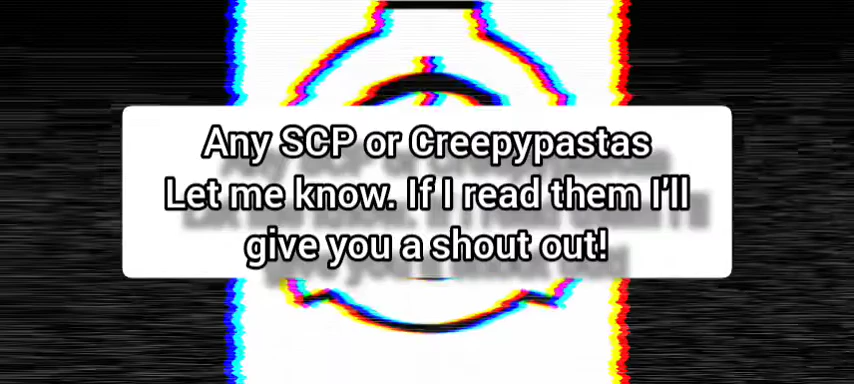 Any SCP or Creepypastas
Let me know. If I read them I'll
give you a shout out!